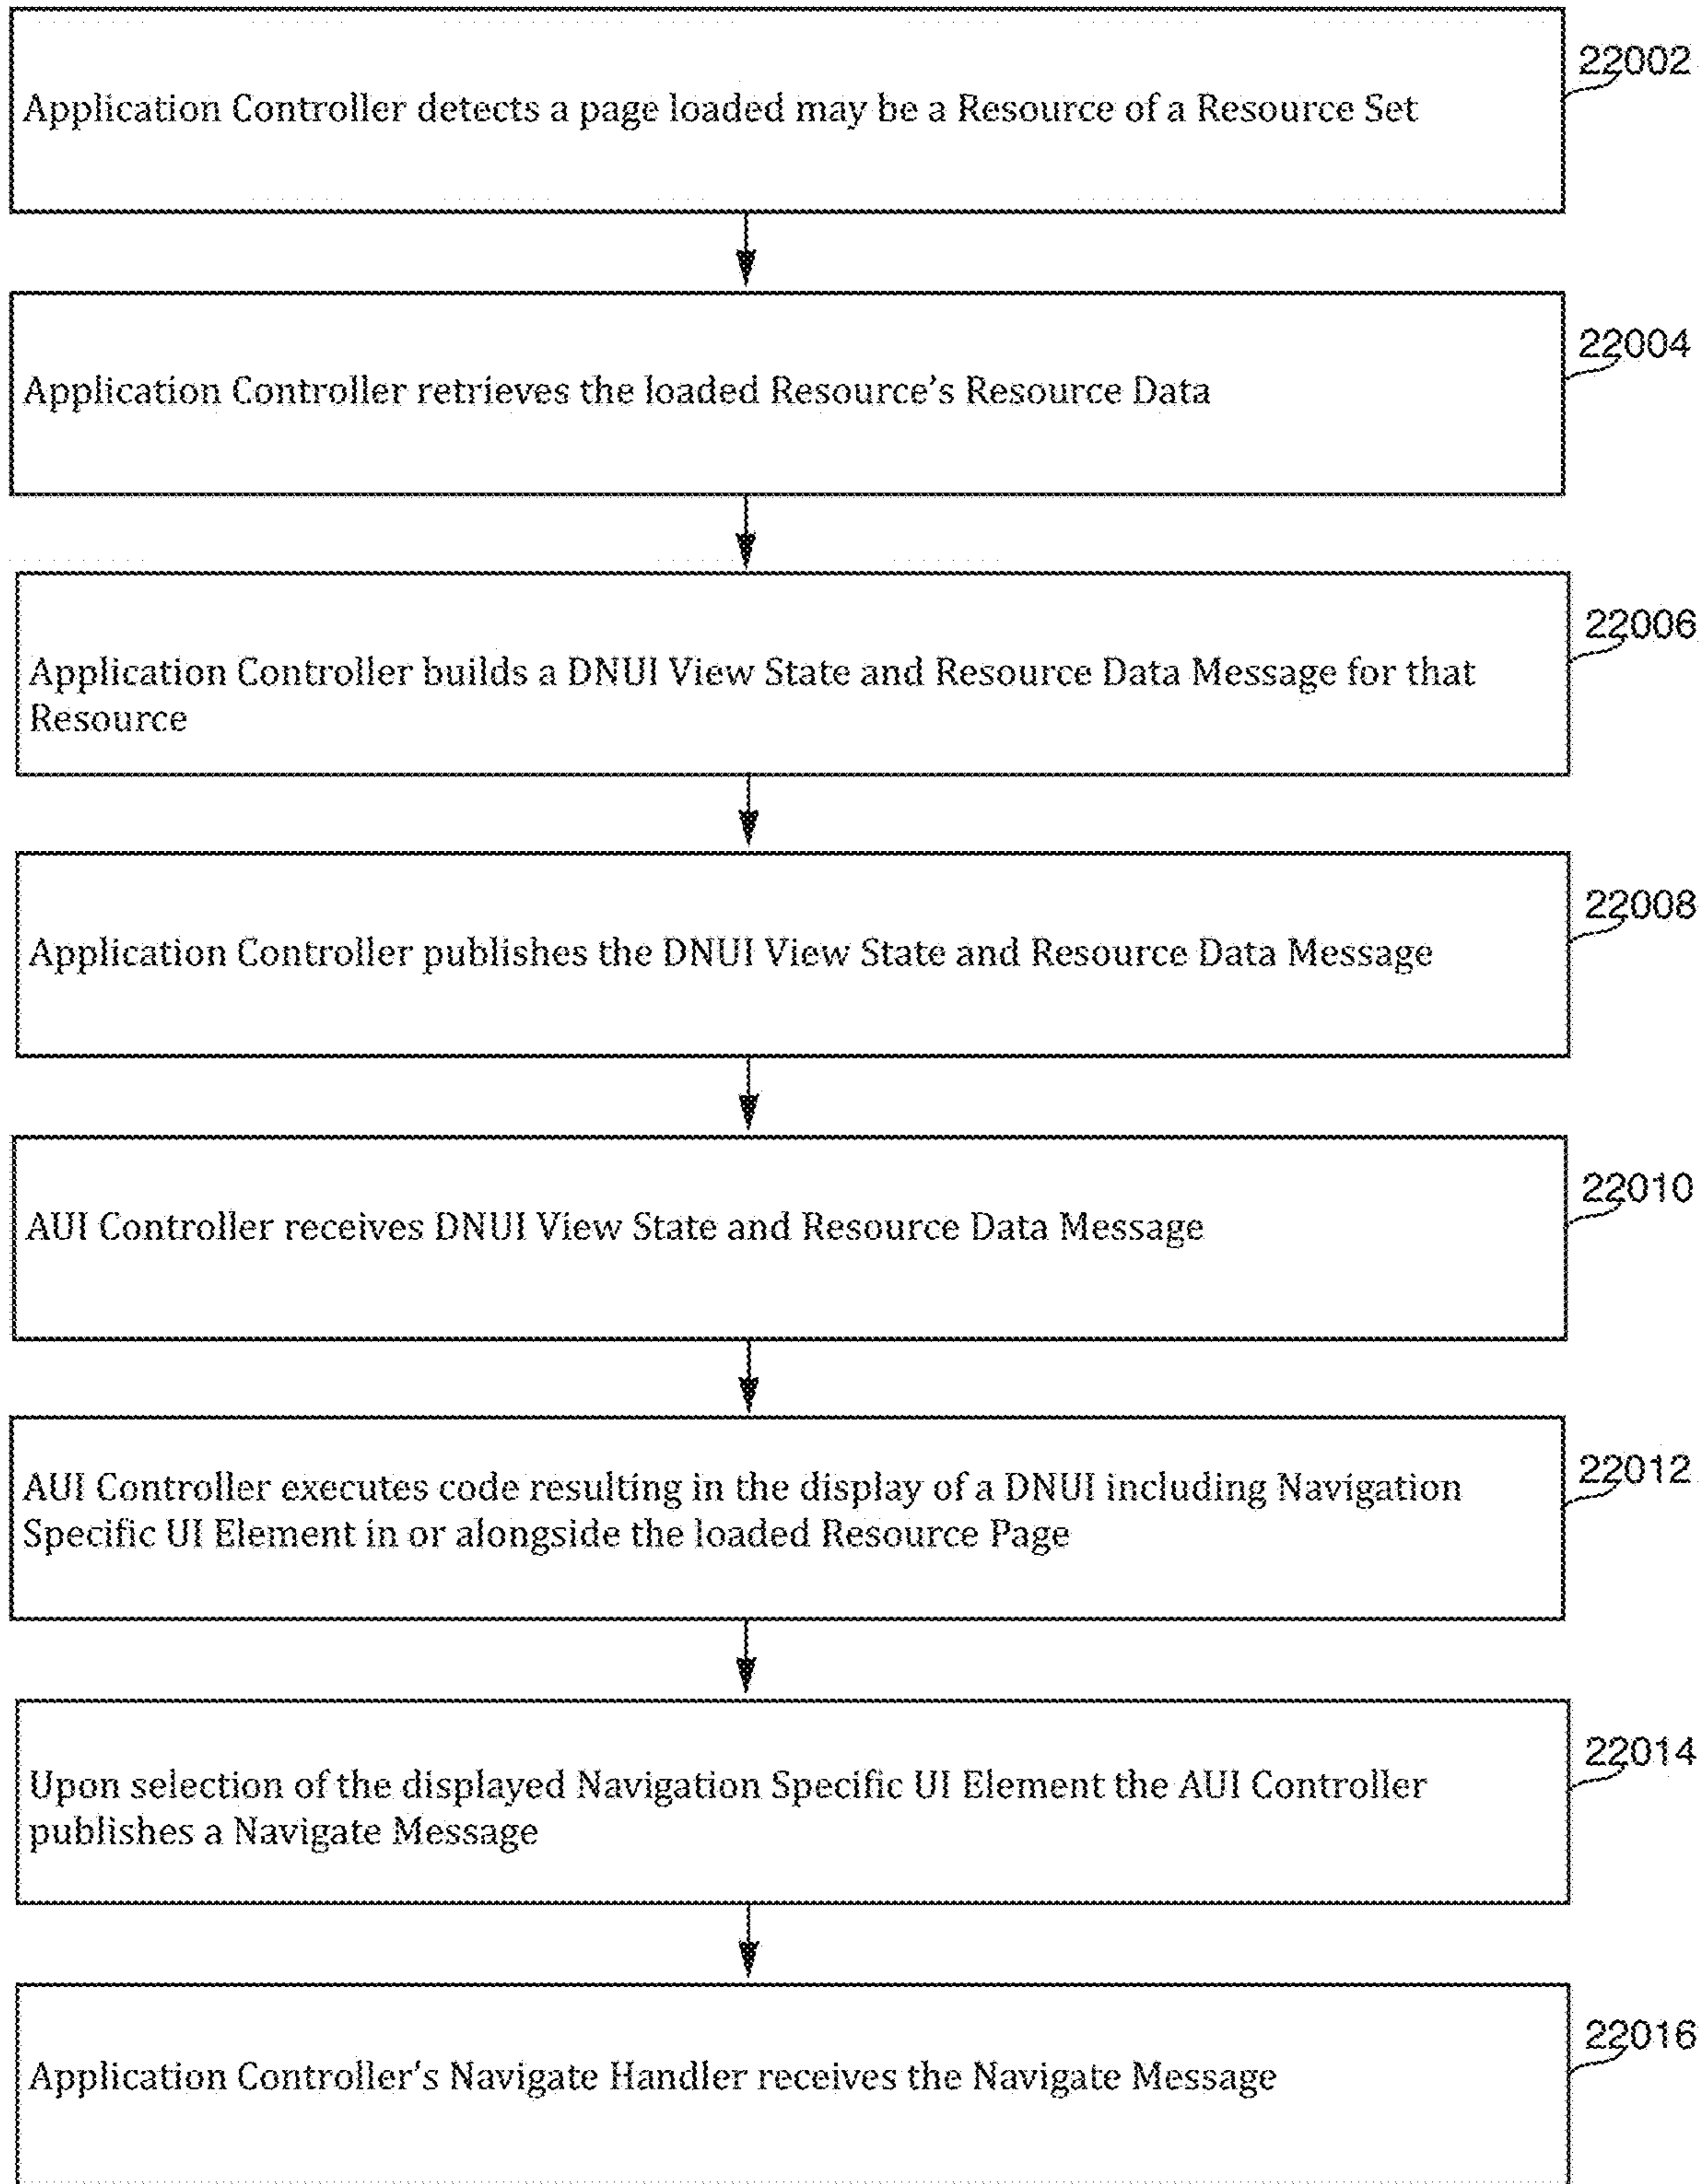 22002
Application Controller detects a page loaded may be a Resource of a Resource Set
22004
Application Controller retrieves the loaded Resource's Resource Data
22006
Application Controller builds a DNUI View State and Resource Data Message for that
Resource
22008
Application Controller publishes the DNUI View State and Resource Data Message
22010
AUI Controller receives DNUI View State and Resource Data Message
22012
AUI Controller executes code resulting in the display of a DNUI including Navigation
Specific UI Element in or alongside the loaded Resource Page
22014
Upon selection of the displayed Navigation Specific UI Element the AUI Controller
publishes a Navigate Message
22016
Application Controller's Navigate Handler receives the Navigate Message